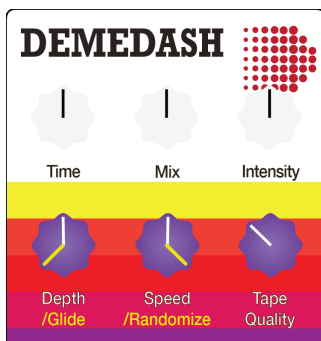 DEMEDASH
Time Mix Intensity
Depth Speed Tape
/Glide /Randomize Quality